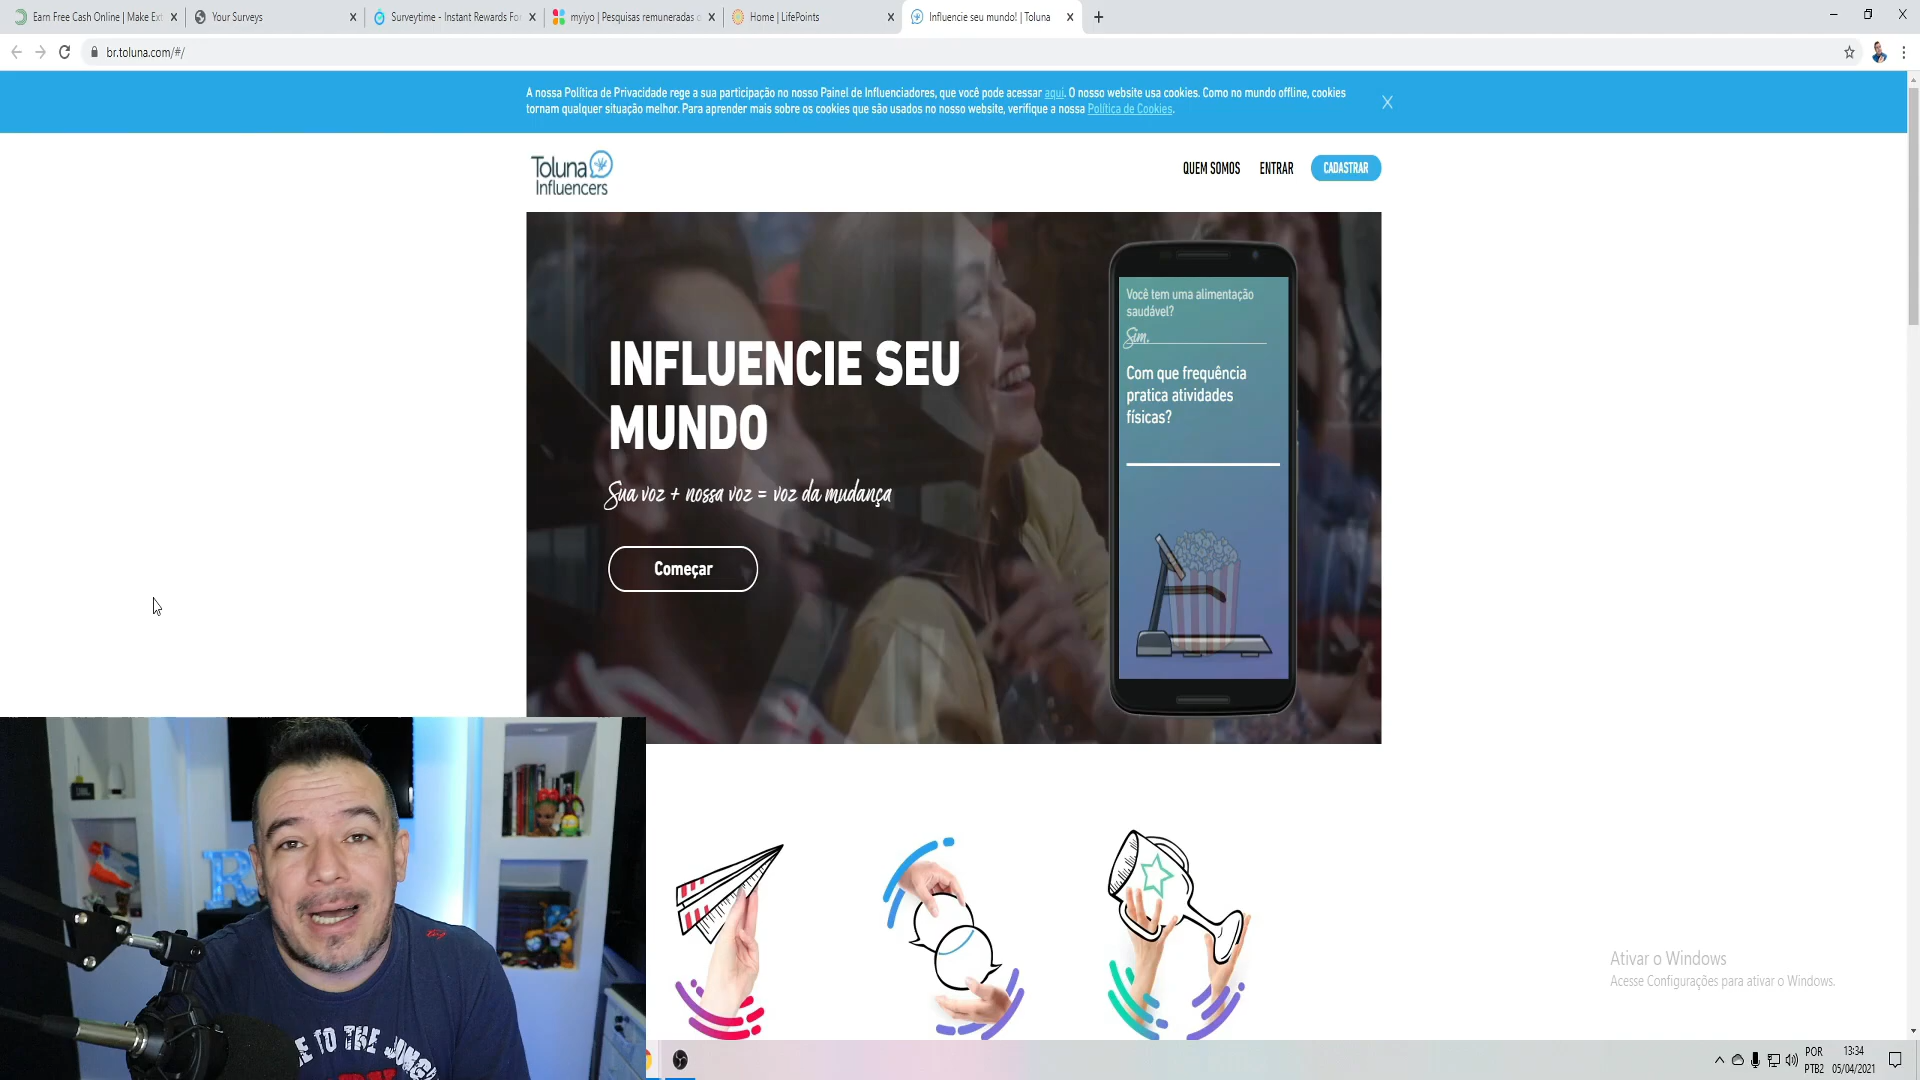 Earn Free Cash Online | Make Ext
Your Surveys
Surveytime - Instant Rewards For
myiyo | Pesquisas remuneradas o
Home | LifePoints
Influencie seu mundo! | Toluna
br.toluna.com/#/
A nossa Política de Privacidade rege a sua participação no nosso Painel de Influenciadores, que você pode acessar aqui. O nosso website usa cookies. Como no mundo offline, cookies
tornam qualquer situação melhor. Para aprender mais sobre os cookies que são usados no nosso website, verifique a nossa Política de Cookies.
X
Toluna
Influencers
QUEM SOMOS
ENTRAR
CADASTRAR
INFLUENCIE SEU
MUNDO
Sua voz + nossa voz = voz da mudança
Começar
Você tem uma alimentação
saudável?
Sim.
Com que frequência
pratica atividades
físicas?
R
E TO THE JUNG
Ativar o Windows
Acesse Configurações para ativar o Windows.
POR
PTB2
13:34
05/04/2021